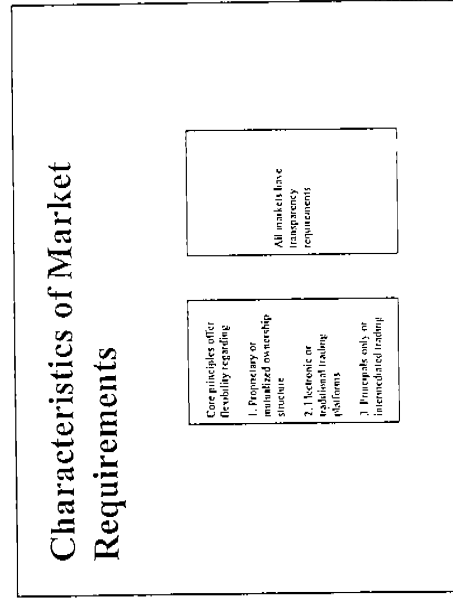 Characteristics of Market
Requirements
Core principles offer
flexibility regarding
1. Proprietary or
mutualized ownership
structure
2. Electronic or
traditional trading
platforms
3. Principals only or
intermediated trading
All markets have
transparency
requirements